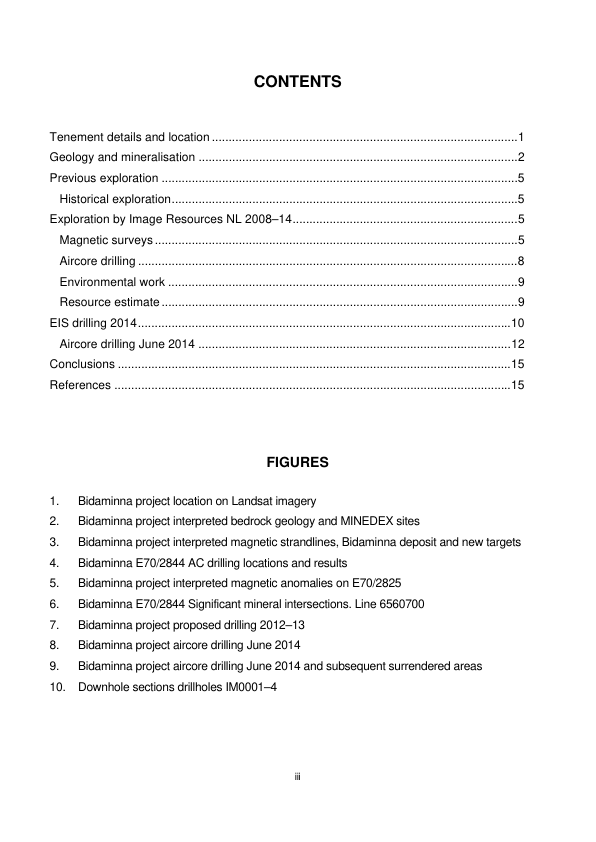 CONTENTS
Tenement details and location ............................................................................................1
Geology and mineralisation ................................................................................................2
Previous exploration ...........................................................................................................5
Historical exploration........................................................................................................5
Exploration by Image Resources NL 2008–14....................................................................5
Magnetic surveys .............................................................................................................5
Aircore drilling ..................................................................................................................8
Environmental work .........................................................................................................9
Resource estimate ...........................................................................................................9
EIS drilling 2014................................................................................................................10
Aircore drilling June 2014 ..............................................................................................12
Conclusions ......................................................................................................................15
References .......................................................................................................................15
FIGURES
1. Bidaminna project location on Landsat imagery
2. Bidaminna project interpreted bedrock geology and MINEDEX sites
3. Bidaminna project interpreted magnetic strandlines, Bidaminna deposit and new targets
4. Bidaminna E70/2844 AC drilling locations and results
5. Bidaminna project interpreted magnetic anomalies on E70/2825
6. Bidaminna E70/2844 Significant mineral intersections. Line 6560700
7. Bidaminna project proposed drilling 2012–13
8. Bidaminna project aircore drilling June 2014
9. Bidaminna project aircore drilling June 2014 and subsequent surrendered areas
10. Downhole sections drillholes IM0001–4
iii